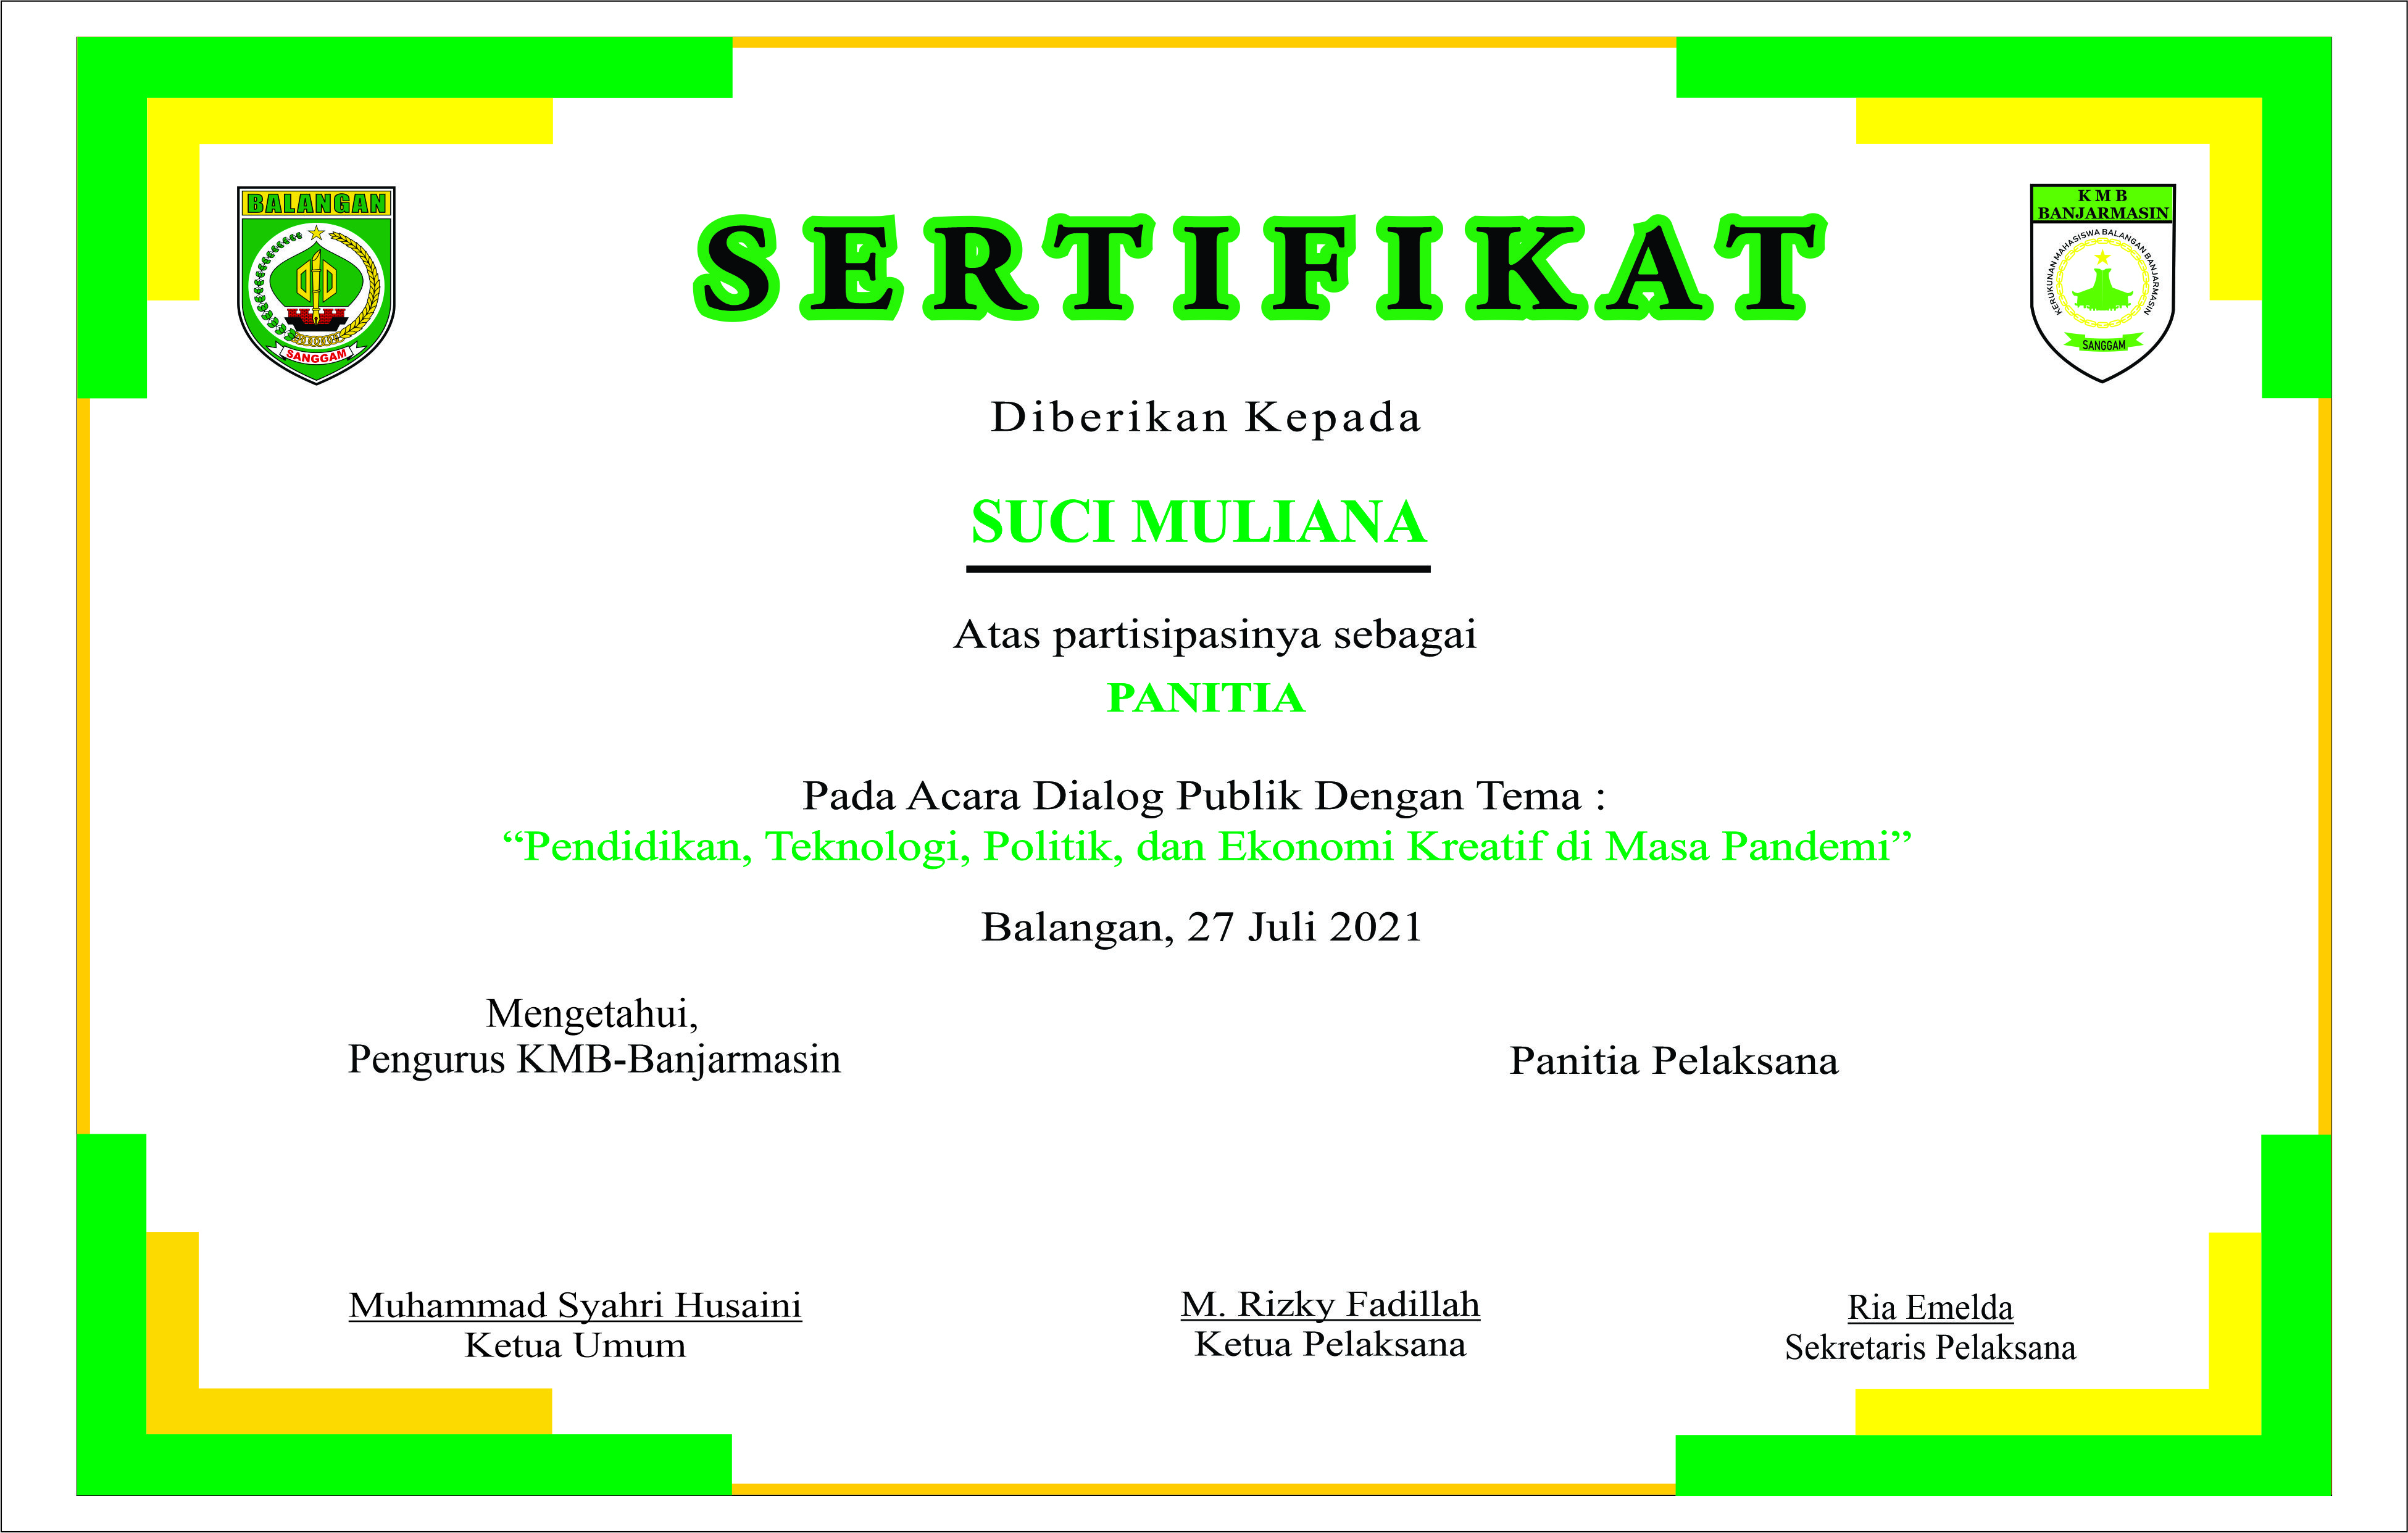 BALANGAN
SANGGAM
K M B
BANJARMASIN
KERUKUNAN MAHASISWA BALANGAN BANJARMASIN
SANGGAM
SERTIFIKAT
Diberikan Kepada
SUCI MULIANA
Atas partisipasinya sebagai
PANITIA
Pada Acara Dialog Publik Dengan Tema :
“Pendidikan, Teknologi, Politik, dan Ekonomi Kreatif di Masa Pandemi”
Balangan, 27 Juli 2021
Mengetahui,
Pengurus KMB-Banjarmasin
Panitia Pelaksana
Muhammad Syahri Husaini
Ketua Umum
M. Rizky Fadillah
Ketua Pelaksana
Ria Emelda
Sekretaris Pelaksana